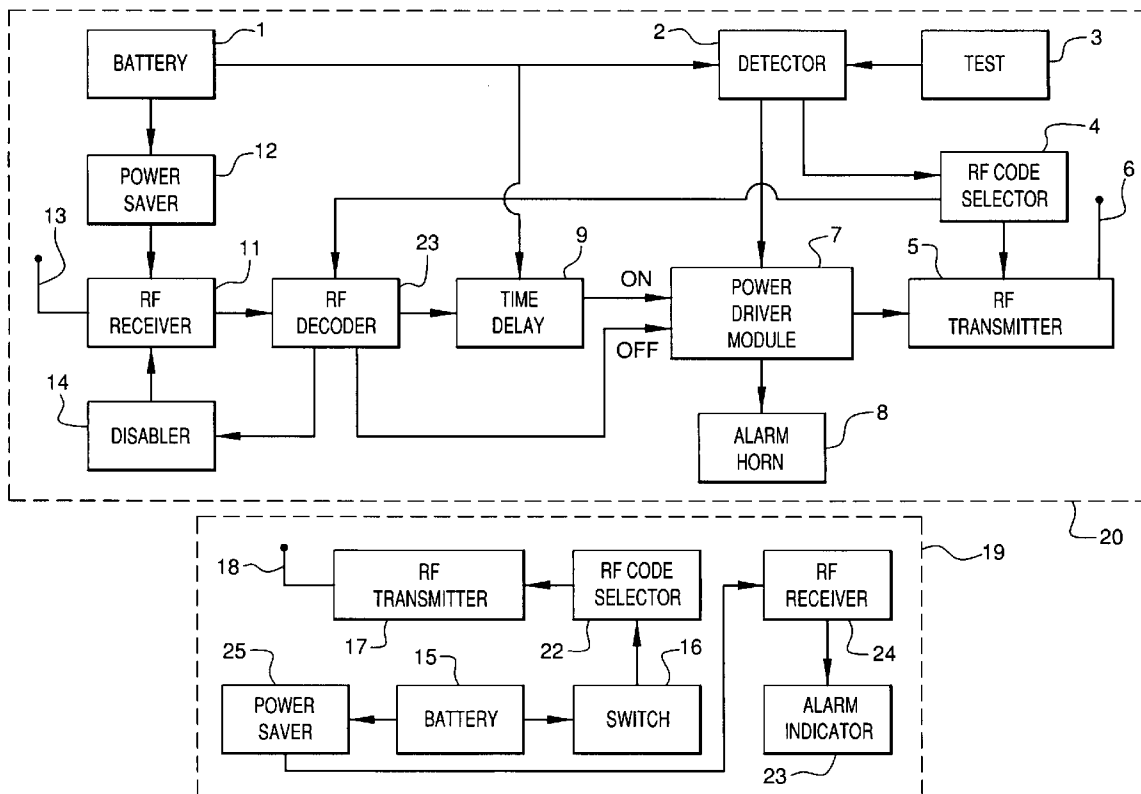 1
2
3
BATTERY
DETECTOR
TEST
12
4
6
POWER
SAVER
RF CODE
SELECTOR
13
11
23
9
7
5
RF
RECEIVER
RF
DECODER
TIME
DELAY
ON
OFF
POWER
DRIVER
MODULE
RF
TRANSMITTER
14
DISABLER
8
ALARM
HORN
20
19
18
RF
TRANSMITTER
RF CODE
SELECTOR
RF
RECEIVER
17
22
24
25
15
16
POWER
SAVER
BATTERY
SWITCH
ALARM
INDICATOR
23